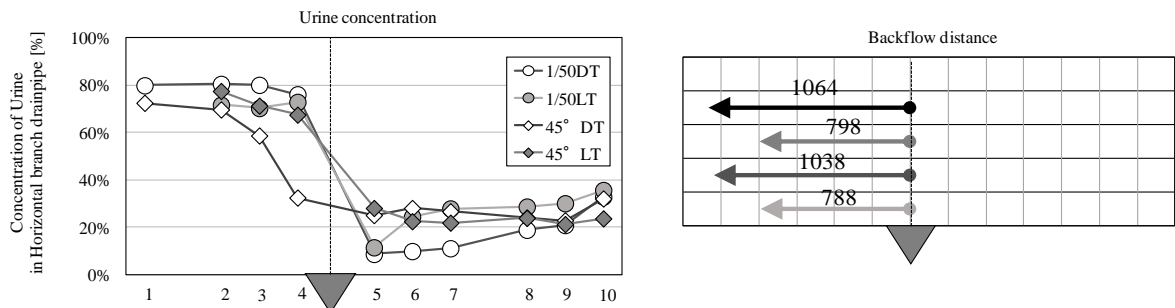 Urine concentration
Concentration of Urine
in Horizontal branch drainpipe [%]
100%
80%
60%
40%
20%
0%
1/50DT
1/50LT
45° DT
45° LT
1 2 3 4 5 6 7 8 9 10
Backflow distance
1064
798
1038
788